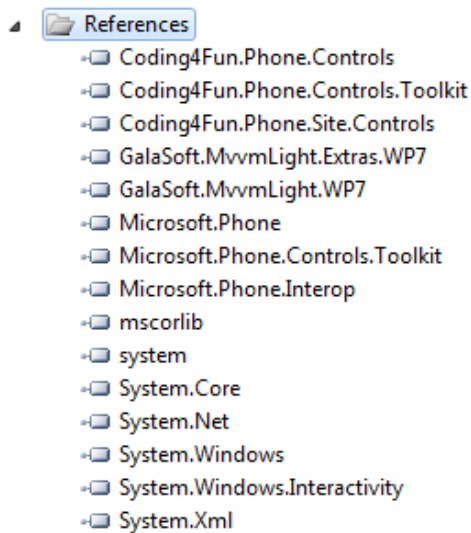 References
Coding4Fun.Phone.Controls
Coding4Fun.Phone.Controls.Toolkit
Coding4Fun.Phone.Site.Controls
GalaSoft.MvvmLight.Extras.WP7
GalaSoft.MvvmLight.WP7
Microsoft.Phone
Microsoft.Phone.Controls.Toolkit
Microsoft.Phone.Interop
mscorlib
system
System.Core
System.Net
System.Windows
System.Windows.Interactivity
System.Xml